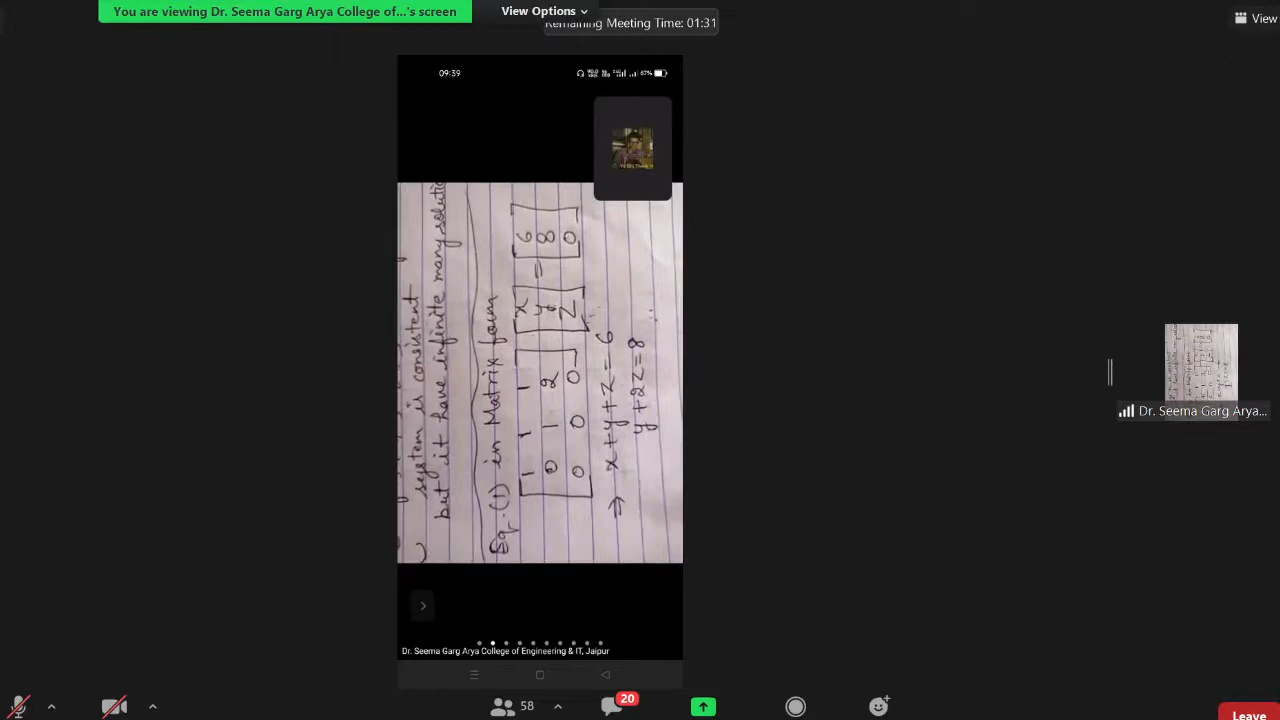 You are viewing Dr. Seema Garg Arya College of...'s screen
View Options
Remaining Meeting Time: 01:31
View
09:39
67%
system is consistent
but it have infinite many solutio
Eq.(1) in Matrix form
[1 1 1] [x] = [6]
[0 1 2] [y] [8]
[0 0 0] [z] [0]
⇒ x+y+z=6
y+2z=8
Dr. Seema Garg Arya...
Dr. Seema Garg Arya College of Engineering & IT, Jaipur
58
20
Leave